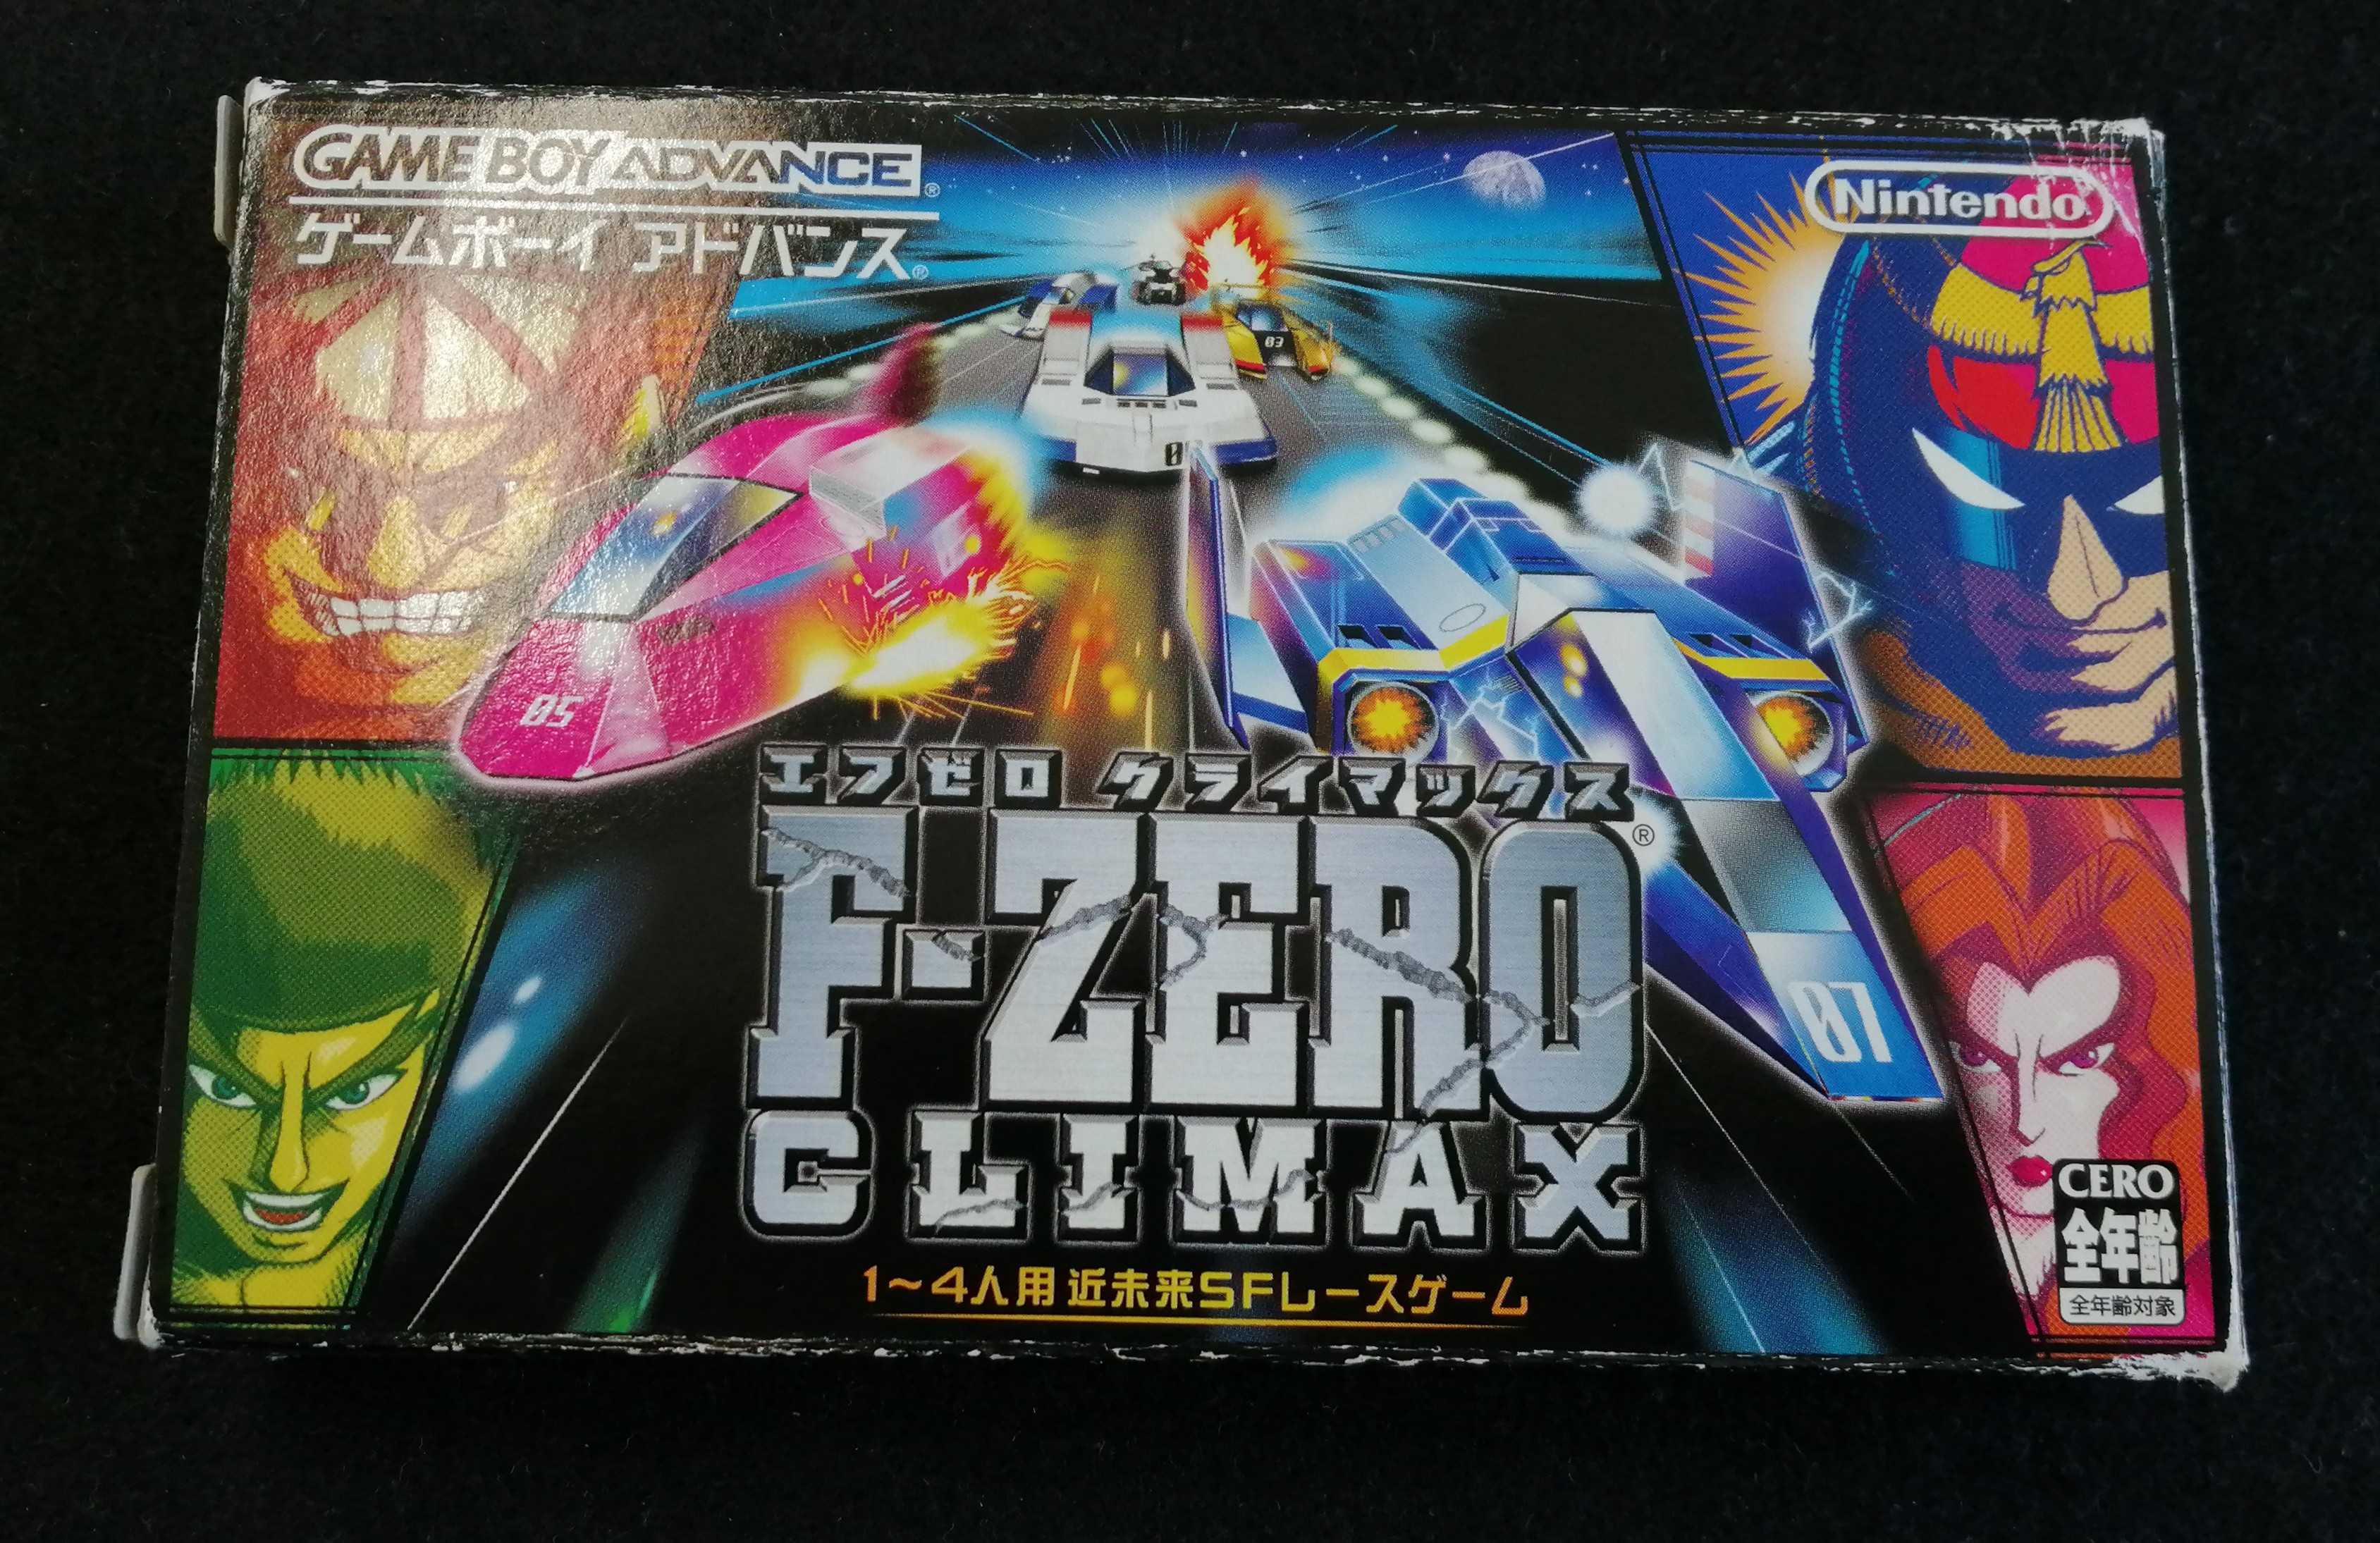 GAME BOY ADVANCE®
ゲームボーイ アドバンス®
Nintendo®
03
0
05
エフゼロ クライマックス
F-ZERO®
CLIMAX
07
1〜4人用 近未来SFレースゲーム
CERO
全年齢
全年齢対象